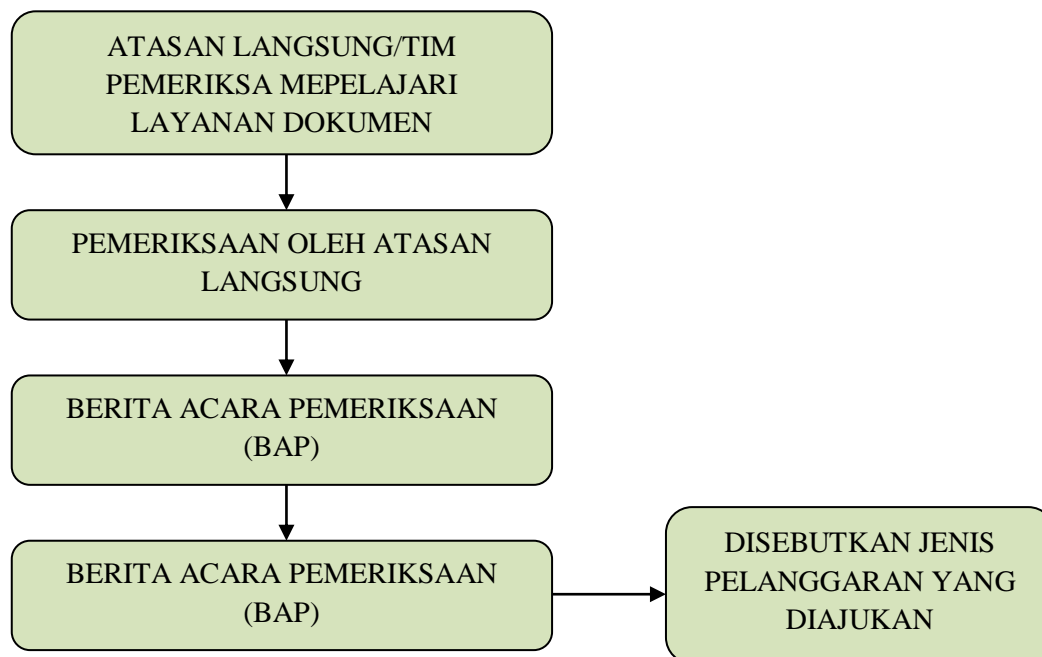 ATASAN LANGSUNG/TIM
PEMERIKSA MEPELAJARI
LAYANAN DOKUMEN
PEMERIKSAAN OLEH ATASAN
LANGSUNG
BERITA ACARA PEMERIKSAAN
(BAP)
BERITA ACARA PEMERIKSAAN
(BAP)
DISEBUTKAN JENIS
PELANGGARAN YANG
DIAJUKAN